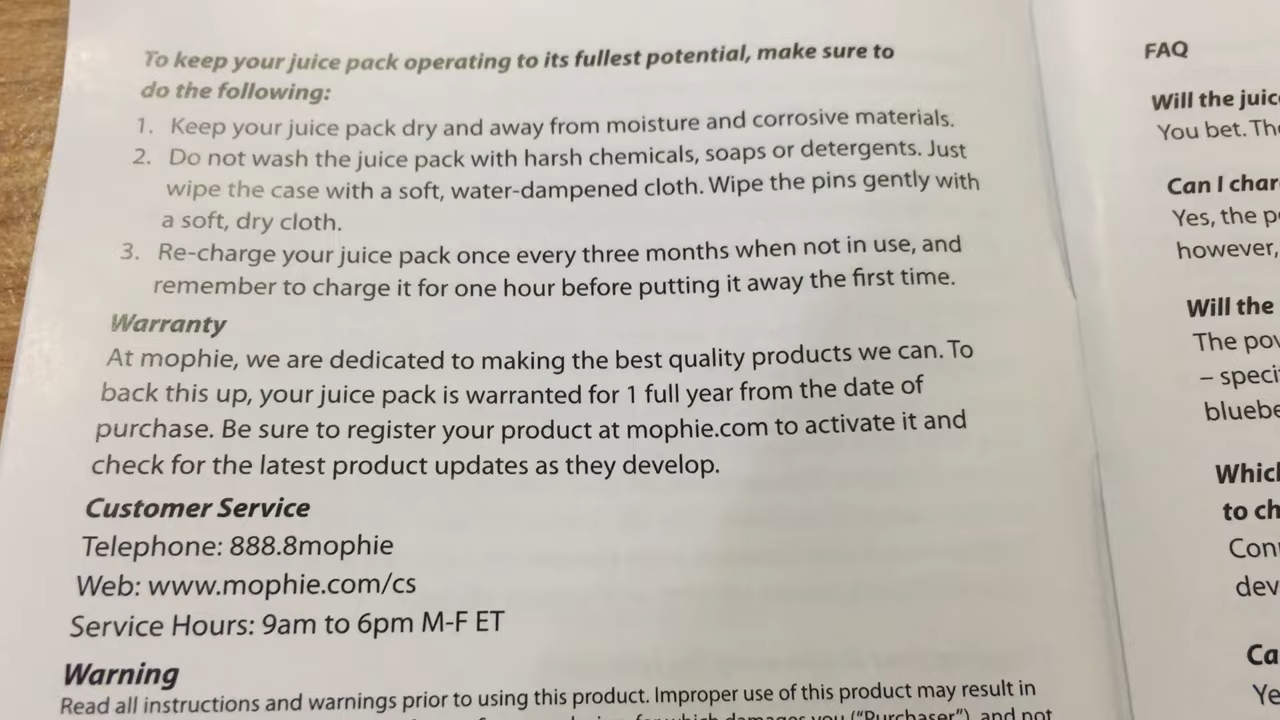 To keep your juice pack operating to its fullest potential, make sure to
do the following:
1. Keep your juice pack dry and away from moisture and corrosive materials.
2. Do not wash the juice pack with harsh chemicals, soaps or detergents. Just
wipe the case with a soft, water-dampened cloth. Wipe the pins gently with
a soft, dry cloth.
3. Re-charge your juice pack once every three months when not in use, and
remember to charge it for one hour before putting it away the first time.
Warranty
At mophie, we are dedicated to making the best quality products we can. To
back this up, your juice pack is warranted for 1 full year from the date of
purchase. Be sure to register your product at mophie.com to activate it and
check for the latest product updates as they develop.
Customer Service
Telephone: 888.8mophie
Web: www.mophie.com/cs
Service Hours: 9am to 6pm M-F ET
Warning
Read all instructions and warnings prior to using this product. Improper use of this product may result in
which damages you ("Purchaser"), and not
FAQ
Will the
You bet.
Can I
Yes, the
however,
Will the
The
–
to